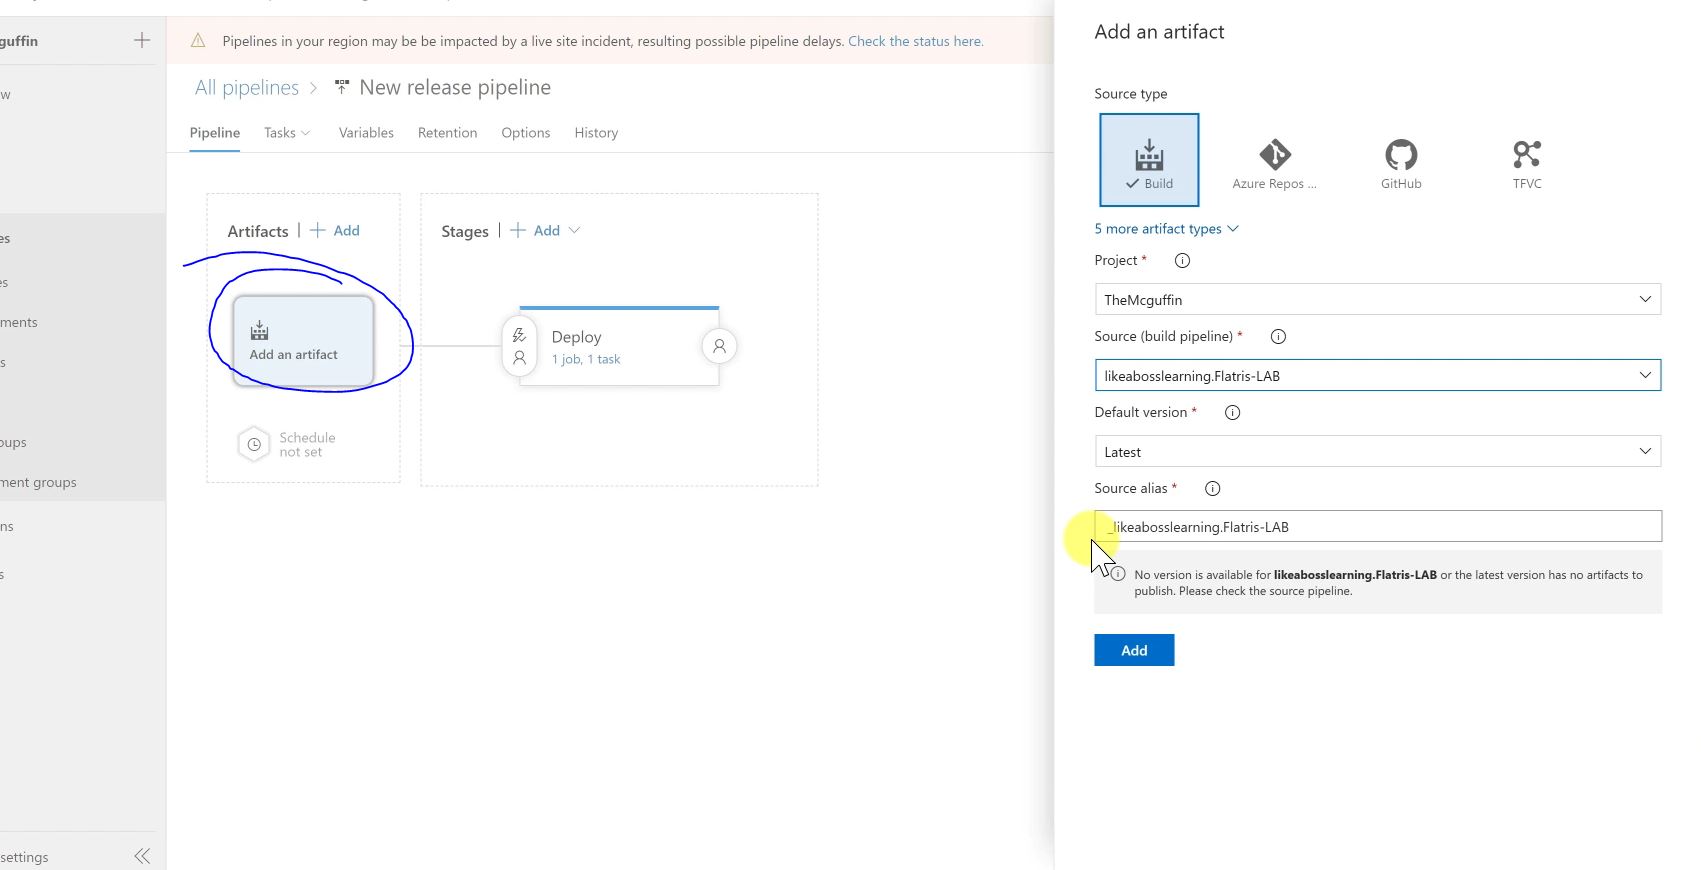 guffin
Pipelines in your region may be be impacted by a live site incident, resulting possible pipeline delays. Check the status here.
All pipelines > New release pipeline
Pipeline Tasks Variables Retention Options History
Artifacts | + Add
Stages | + Add
Add an artifact
Deploy
1 job, 1 task
Schedule
not set
w
es
es
ments
s
oups
ment groups
ns
s
settings
Add an artifact
Source type
Build
Azure Repos ...
GitHub
TFVC
5 more artifact types
Project *
TheMcguffin
Source (build pipeline) *
likeabosslearning.Flatris-LAB
Default version *
Latest
Source alias *
_likeabosslearning.Flatris-LAB
No version is available for likeabosslearning.Flatris-LAB or the latest version has no artifacts to
publish. Please check the source pipeline.
Add